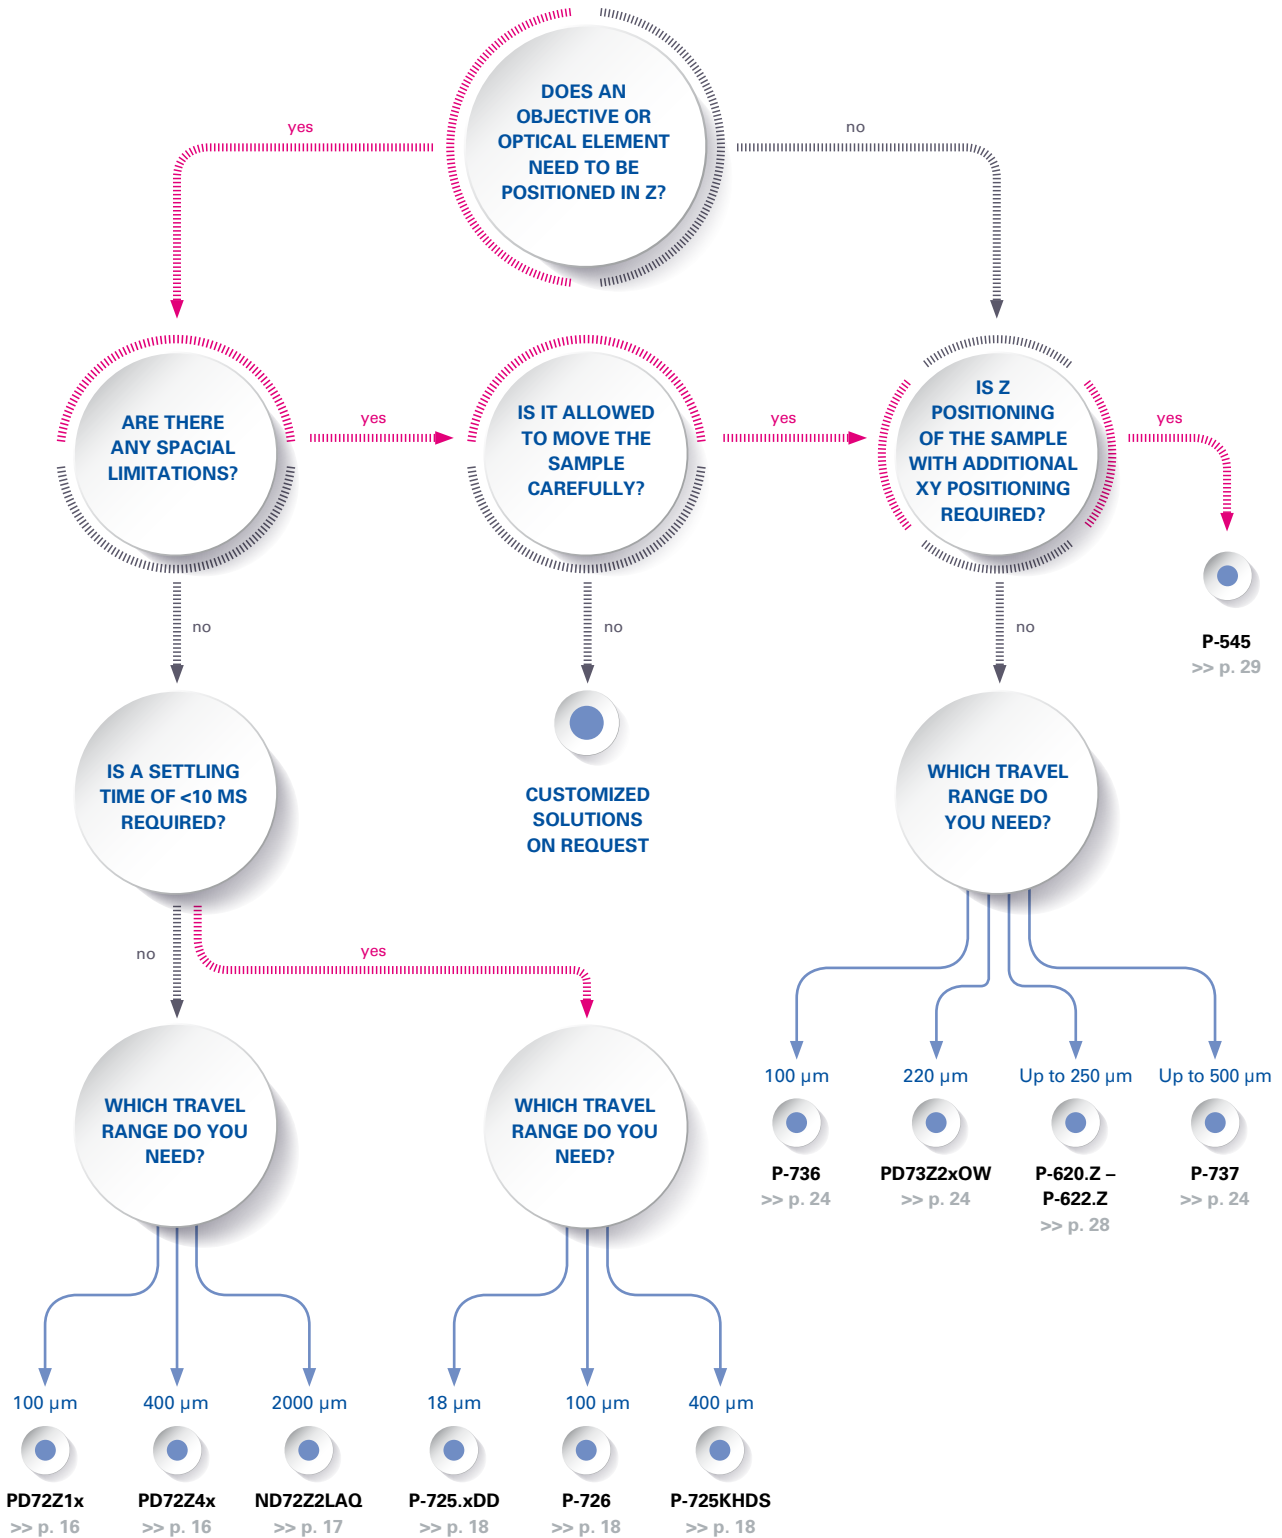 DOES AN
OBJECTIVE OR
OPTICAL ELEMENT
NEED TO BE
POSITIONED IN Z?
yes
no
ARE THERE
ANY SPACIAL
LIMITATIONS?
yes
IS IT ALLOWED
TO MOVE THE
SAMPLE
CAREFULLY?
yes
IS Z
POSITIONING
OF THE SAMPLE
WITH ADDITIONAL
XY POSITIONING
REQUIRED?
yes
P-545
>> p. 29
no
no
no
IS A SETTLING
TIME OF <10 MS
REQUIRED?
CUSTOMIZED
SOLUTIONS
ON REQUEST
WHICH TRAVEL
RANGE DO
YOU NEED?
no
yes
100 µm
220 µm
Up to 250 µm
Up to 500 µm
P-736
>> p. 24
PD73Z2xOW
>> p. 24
P-620.Z –
P-622.Z
>> p. 28
P-737
>> p. 24
WHICH TRAVEL
RANGE DO YOU
NEED?
WHICH TRAVEL
RANGE DO YOU
NEED?
100 µm
400 µm
2000 µm
18 µm
100 µm
400 µm
PD72Z1x
>> p. 16
PD72Z4x
>> p. 16
ND72Z2LAQ
>> p. 17
P-725.xDD
>> p. 18
P-726
>> p. 18
P-725KHDS
>> p. 18